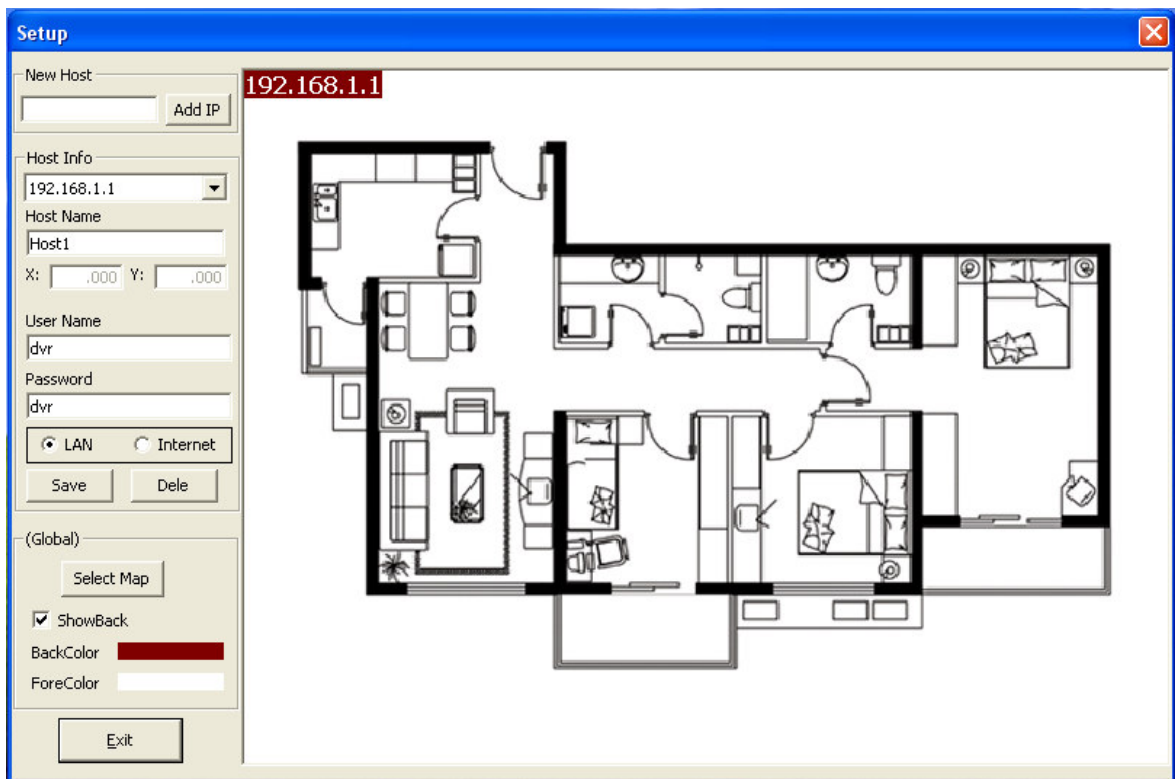 Setup
New Host
Add IP
192.168.1.1
Host Info
192.168.1.1
Host Name
Host1
X: .000 Y: .000
User Name
dvr
Password
dvr
LAN Internet
Save Dele
(Global)
Select Map
ShowBack
BackColor
ForeColor
Exit